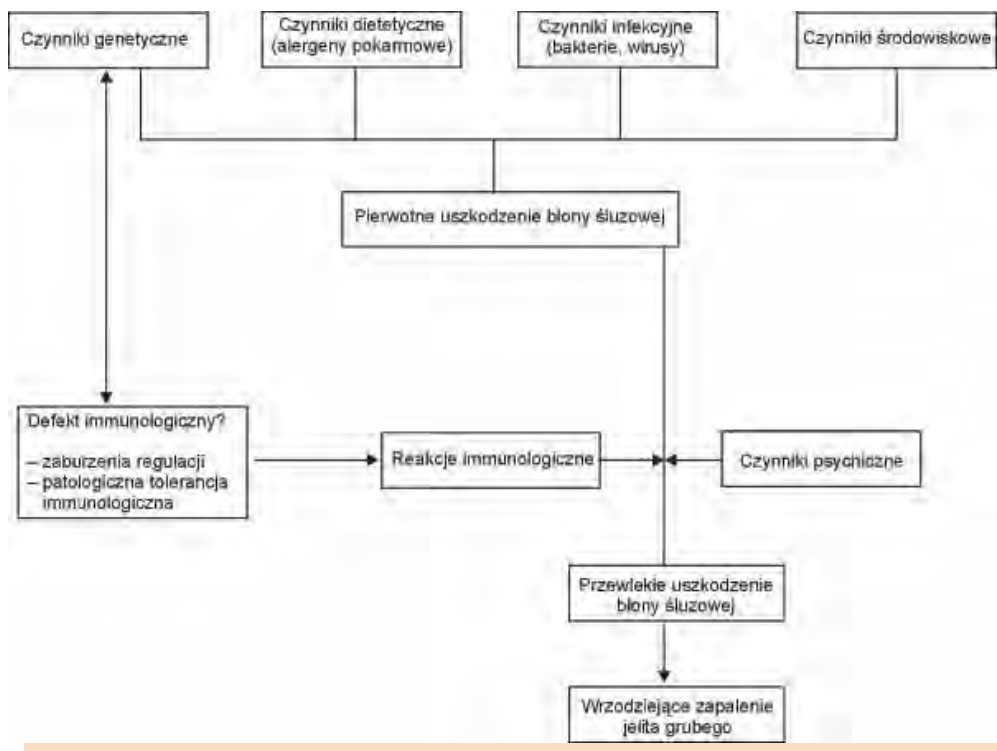 Czynniki genetyczne
Czynniki dietetyczne
(alergeny pokarmowe)
Czynniki infekcyjne
(bakterie, wirusy)
Czynniki środowiskowe
Pierwotne uszkodzenie błony śluzowej
Defekt immunologiczny?
– zaburzenia regulacji
– patologiczna tolerancja
immunologiczna
Reakcje immunologiczne
Czynniki psychiczne
Przewlekłe uszkodzenie
błony śluzowej
Wrzodziejące zapalenie
jelita grubego